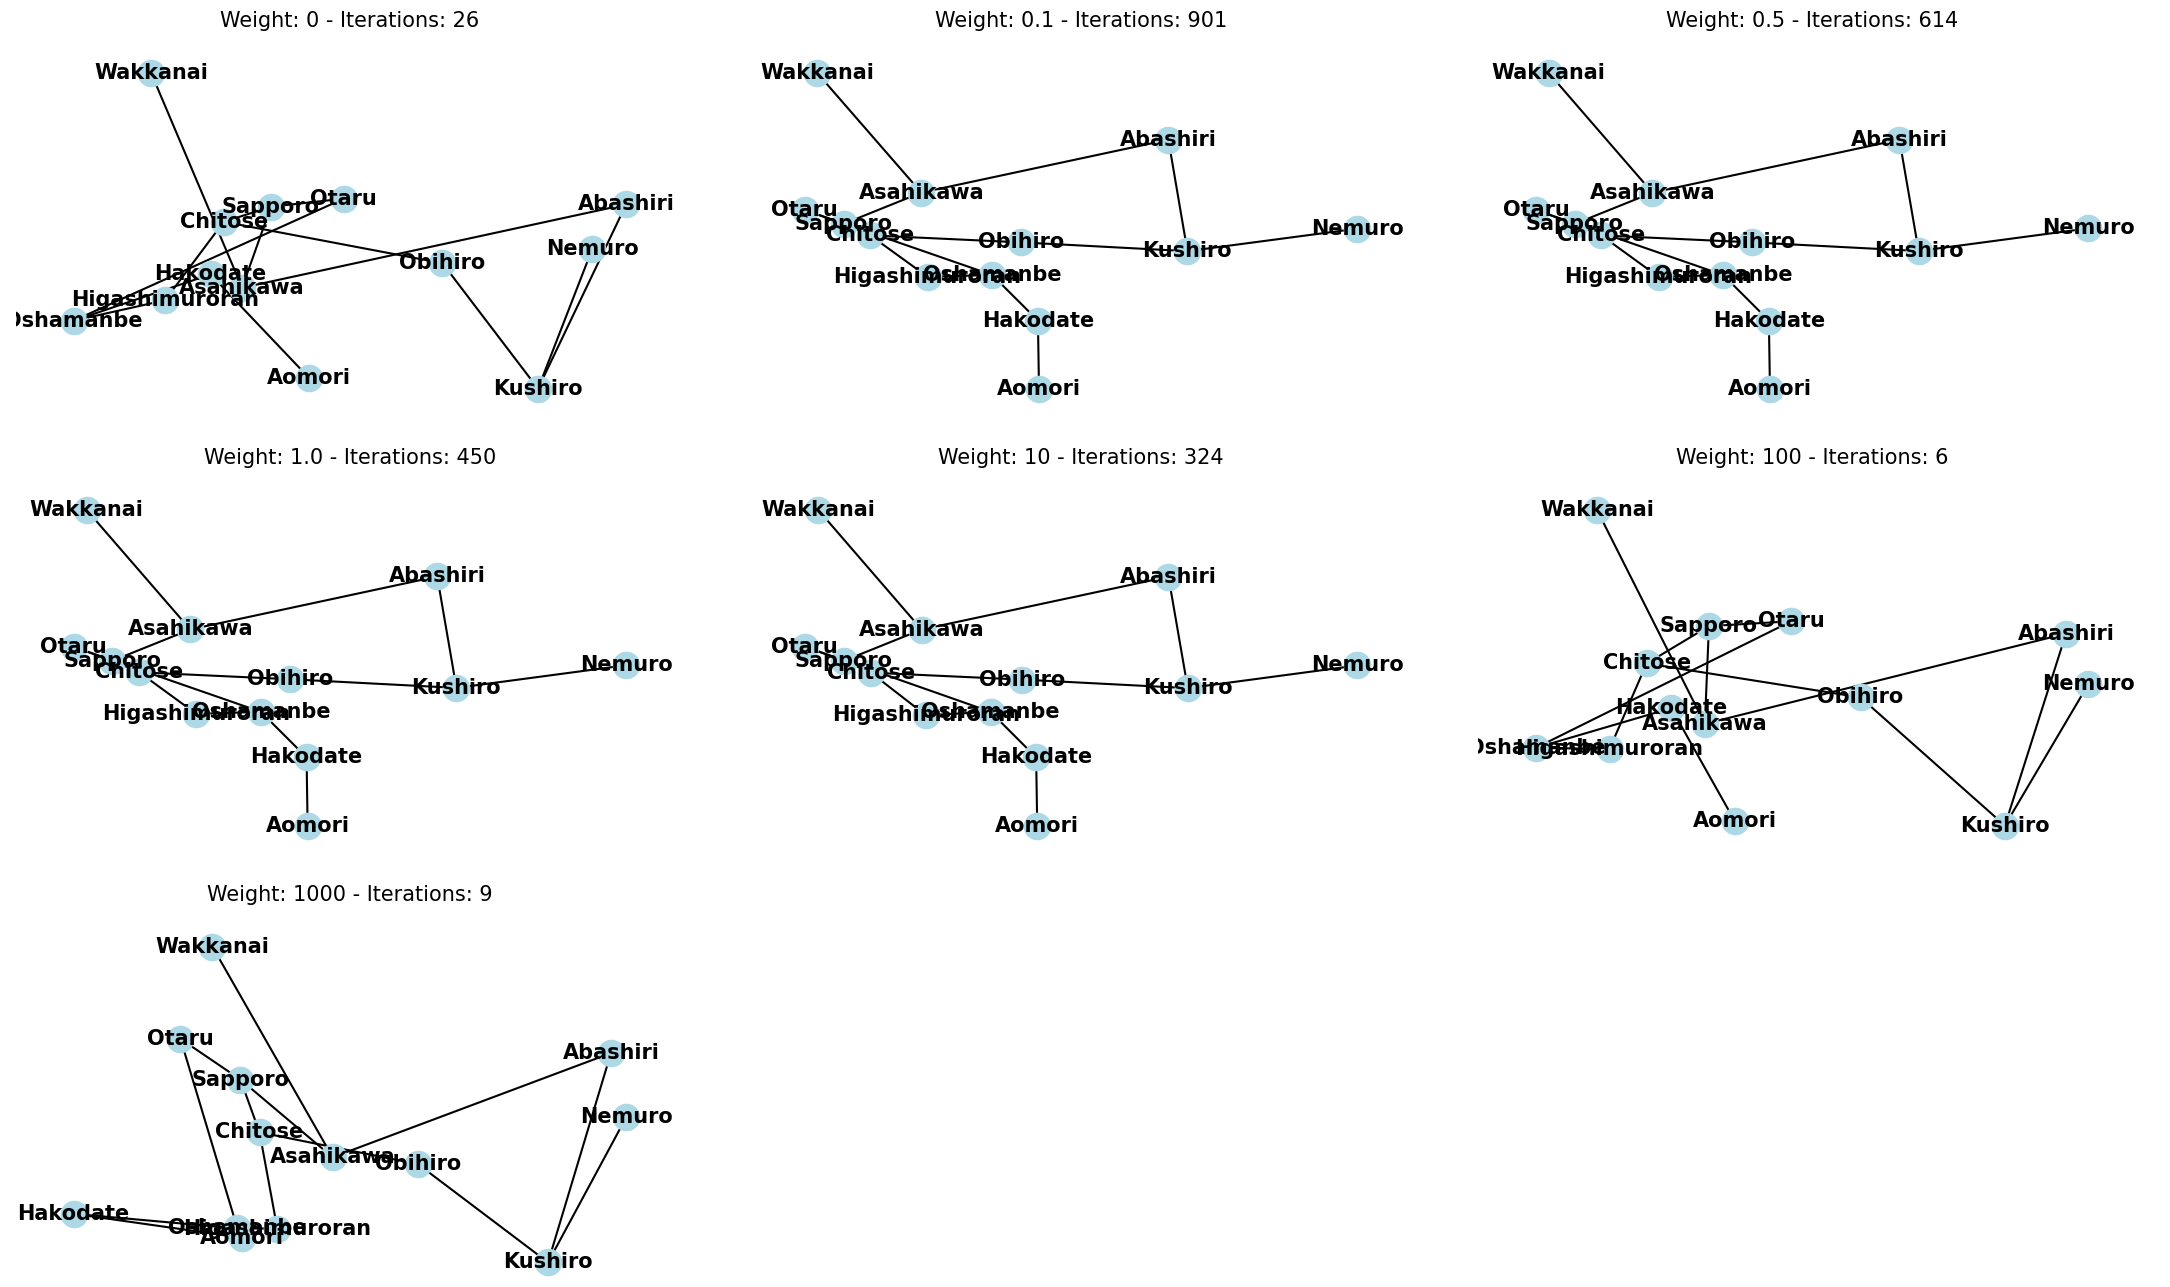 Weight: 0 - Iterations: 26
Wakkanai
Otaru
Sapporo
Abashiri
Chitose
Nemuro
Obihiro
Hakodate
Asahikawa
Higashimuroran
Oshamanbe
Aomori
Kushiro
Weight: 0.1 - Iterations: 901
Wakkanai
Abashiri
Asahikawa
Otaru
Sapporo
Nemuro
Chitose
Obihiro
Kushiro
Higashimuroran
Oshamanbe
Hakodate
Aomori
Weight: 0.5 - Iterations: 614
Wakkanai
Abashiri
Asahikawa
Otaru
Sapporo
Nemuro
Chitose
Obihiro
Kushiro
Higashimuroran
Oshamanbe
Hakodate
Aomori
Weight: 1.0 - Iterations: 450
Wakkanai
Abashiri
Asahikawa
Otaru
Sapporo
Nemuro
Chitose
Obihiro
Kushiro
Higashimuroran
Oshamanbe
Hakodate
Aomori
Weight: 10 - Iterations: 324
Wakkanai
Abashiri
Asahikawa
Otaru
Sapporo
Nemuro
Chitose
Obihiro
Kushiro
Higashimuroran
Oshamanbe
Hakodate
Aomori
Weight: 100 - Iterations: 6
Wakkanai
Otaru
Sapporo
Abashiri
Chitose
Nemuro
Obihiro
Hakodate
Asahikawa
Oshamanbe
Higashimuroran
Aomori
Kushiro
Weight: 1000 - Iterations: 9
Wakkanai
Otaru
Abashiri
Sapporo
Nemuro
Chitose
Asahikawa
Obihiro
Hakodate
Oshamanbe
Higashimuroran
Aomori
Kushiro